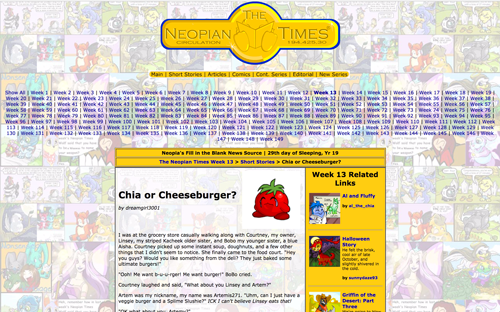 THE
NEOPIAN TIMES
CIRCULATION 194,425,30
Main | Short Stories | Articles | Comics | Cont. Series | Editorial | New Series
Show All | Week 1 | Week 2 | Week 3 | Week 4 | Week 5 | Week 6 | Week 7 | Week 8 | Week 9 | Week 10 | Week 11 | Week 12 | Week 13 | Week 14 | Week 15 | Week 16 | Week 17 | Week 18 | Week 19 |
Week 20 | Week 21 | Week 22 | Week 23 | Week 24 | Week 25 | Week 26 | Week 27 | Week 28 | Week 29 | Week 30 | Week 31 | Week 32 | Week 33 | Week 34 | Week 35 | Week 36 | Week 37 | Week 38 |
Week 39 | Week 40 | Week 41 | Week 42 | Week 43 | Week 44 | Week 45 | Week 46 | Week 47 | Week 48 | Week 49 | Week 50 | Week 51 | Week 52 | Week 53 | Week 54 | Week 55 | Week 56 | Week 57 |
Week 58 | Week 59 | Week 60 | Week 61 | Week 62 | Week 63 | Week 64 | Week 65 | Week 66 | Week 67 | Week 68 | Week 69 | Week 70 | Week 71 | Week 72 | Week 73 | Week 74 | Week 75 | Week 76 |
Week 77 | Week 78 | Week 79 | Week 80 | Week 81 | Week 82 | Week 83 | Week 84 | Week 85 | Week 86 | Week 87 | Week 88 | Week 89 | Week 90 | Week 91 | Week 92 | Week 93 | Week 94 | Week 95 |
Week 96 | Week 97 | Week 98 | Week 99 | Week 100 | Week 101 | Week 102 | Week 103 | Week 104 | Week 105 | Week 106 | Week 107 | Week 108 | Week 109 | Week 110 | Week 111 | Week 112 | Week
113 | Week 114 | Week 115 | Week 116 | Week 117 | Week 118 | Week 119 | Week 120 | Week 121 | Week 122 | Week 123 | Week 124 | Week 125 | Week 126 | Week 127 | Week 128 | Week 129 | Week
130 | Week 131 | Week 132 | Week 133 | Week 134 | Week 135 | Week 136 | Week 137 | Week 138 | Week 139 | Week 140 | Week 141 | Week 142 | Week 143 | Week 144 | Week 145 | Week 146 | Week
147 | Week 148 | Week 149
Neopia's Fill in the Blank News Source | 29th day of Sleeping, Yr 19
The Neopian Times Week 13 > Short Stories > Chia or Cheeseburger?
Chia or Cheeseburger?
by dreamgirl3001
I was at the grocery store casually walking along with Courtney, my owner,
Linsey, my striped Kacheek older sister, and Bobo my younger sister, a blue
Aisha. Courtney picked up some instant soup, doughnuts, and a few other
things that I didn't seem to notice. She finally came to the food court. "Hey
you guys? Would you like something from the deli? They just baked some
ultimate burgers!"
"Ooh! Me want b-u-u-rger! Me want burger!" BoBo cried.
Courtney laughed and said, "What about you Linsey and Artem?"
Artem was my nickname, my name was Artemis271. "Uhm, can I just have a
veggie burger and a Splime Slushie?" ICK I can't believe Linsey eats that!
"OK what about you, Artem?"
Week 13 Related
Links
Al and Fluffy
by al_the_chia
Halloween
Story
He felt the brisk,
cool air of late
October, and
slightly shivered in
the cold.
by sunnydaze93
Griffin of the
Desert: Part
Three